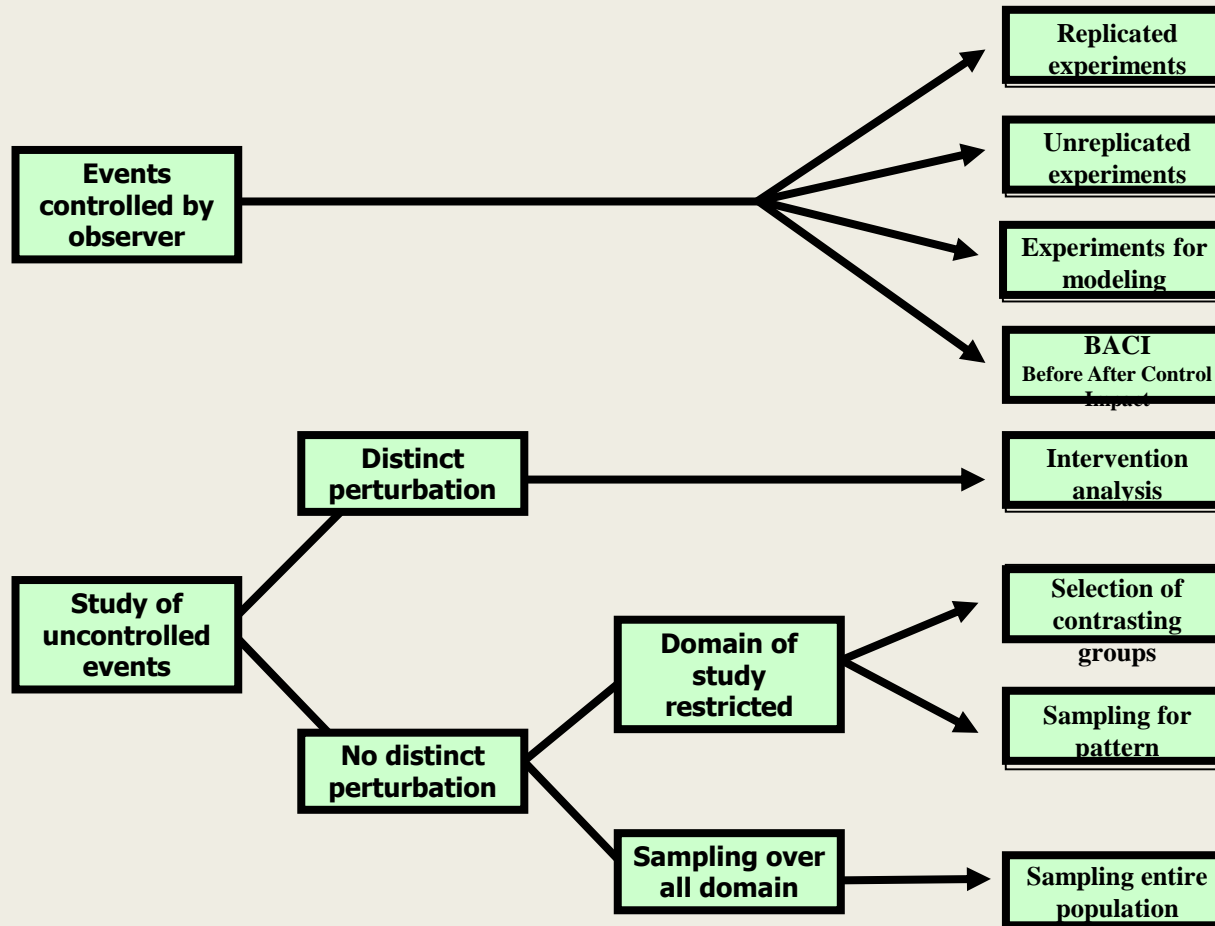 Replicated
experiments
Events
controlled by
observer
Unreplicated
experiments
Experiments for
modeling
BACI
Before After Control
Impact
Distinct
perturbation
Intervention
analysis
Study of
uncontrolled
events
Domain of
study
restricted
Selection of
contrasting
groups
No distinct
perturbation
Sampling for
pattern
Sampling over
all domain
Sampling entire
population